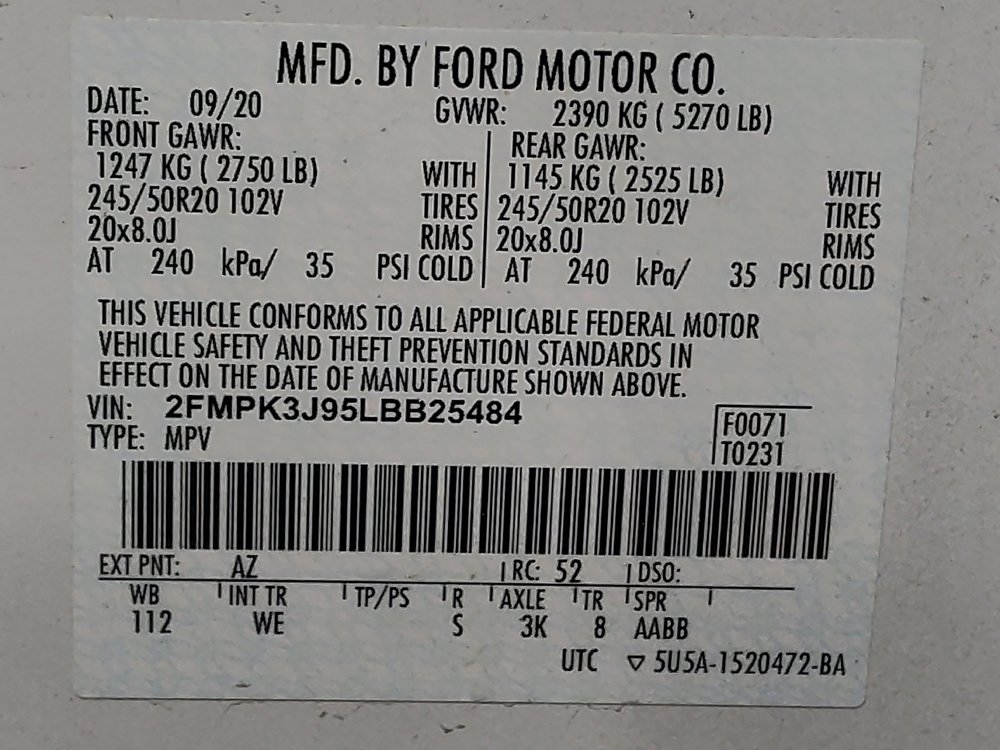 MFD. BY FORD MOTOR CO.
DATE: 09/20 GVWR: 2390 KG ( 5270 LB)
FRONT GAWR: REAR GAWR:
1247 KG ( 2750 LB) WITH 1145 KG ( 2525 LB) WITH
245/50R20 102V TIRES 245/50R20 102V TIRES
20x8.0J RIMS 20x8.0J RIMS
AT 240 kPa/ 35 PSI COLD AT 240 kPa/ 35 PSI COLD
THIS VEHICLE CONFORMS TO ALL APPLICABLE FEDERAL MOTOR
VEHICLE SAFETY AND THEFT PREVENTION STANDARDS IN
EFFECT ON THE DATE OF MANUFACTURE SHOWN ABOVE.
VIN: 2FMPK3J95LBB25484 F0071
TYPE: MPV T0231
EXT PNT: AZ RC: 52 DSO:
WB INT TR TP/PS R AXLE TR SPR
112 WE S 3K 8 AABB
UTC ▽ 5U5A-1520472-BA